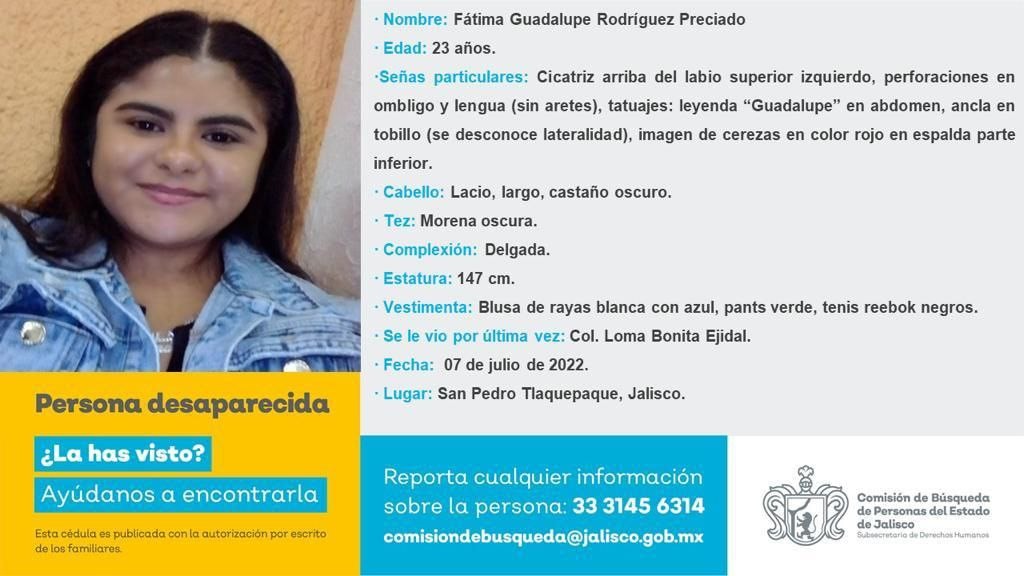 · Nombre: Fátima Guadalupe Rodríguez Preciado
· Edad: 23 años.
·Señas particulares: Cicatriz arriba del labio superior izquierdo, perforaciones en
ombligo y lengua (sin aretes), tatuajes: leyenda “Guadalupe” en abdomen, ancla en
tobillo (se desconoce lateralidad), imagen de cerezas en color rojo en espalda parte
inferior.
· Cabello: Lacio, largo, castaño oscuro.
· Tez: Morena oscura.
· Complexión: Delgada.
· Estatura: 147 cm.
· Vestimenta: Blusa de rayas blanca con azul, pants verde, tenis reebok negros.
· Se le vio por última vez: Col. Loma Bonita Ejidal.
· Fecha: 07 de julio de 2022.
· Lugar: San Pedro Tlaquepaque, Jalisco.
Persona desaparecida
¿La has visto?
Ayúdanos a encontrarla
Esta cédula es publicada con la autorización por escrito
de los familiares.
Reporta cualquier información
sobre la persona: 33 3145 6314
comisiondebusqueda@jalisco.gob.mx
Comisión de Búsqueda
de Personas del Estado
de Jalisco
Subsecretaría de Derechos Humanos